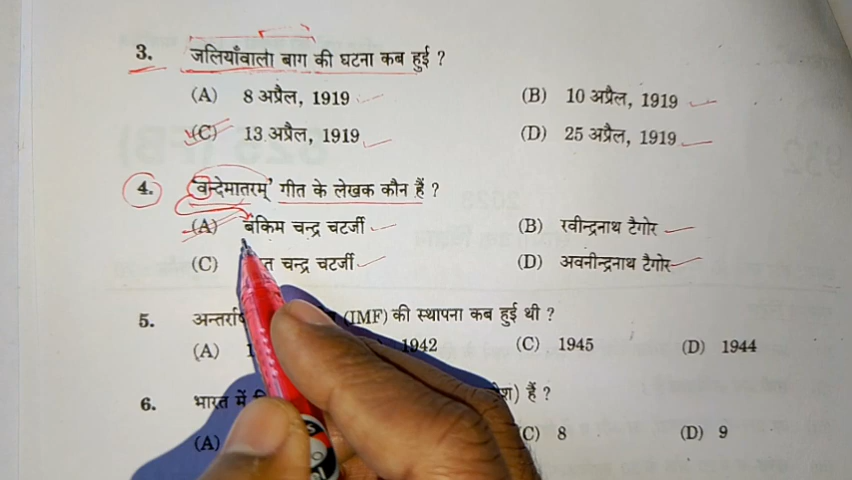 3. जलियाँवाला बाग की घटना कब हुई ?
(A) 8 अप्रैल, 1919 (B) 10 अप्रैल, 1919
(C) 13 अप्रैल, 1919 (D) 25 अप्रैल, 1919
4. 'वन्देमातरम्' गीत के लेखक कौन हैं ?
(A) बंकिम चन्द्र चटर्जी (B) रवीन्द्रनाथ टैगोर
(C) चन्द्र चटर्जी (D) अवनीन्द्रनाथ टैगोर
5. (IMF) की स्थापना कब हुई थी ?
(A) 1942 (C) 1945 (D) 1944
6. भारत में हैं ?
(A) (C) 8 (D) 9